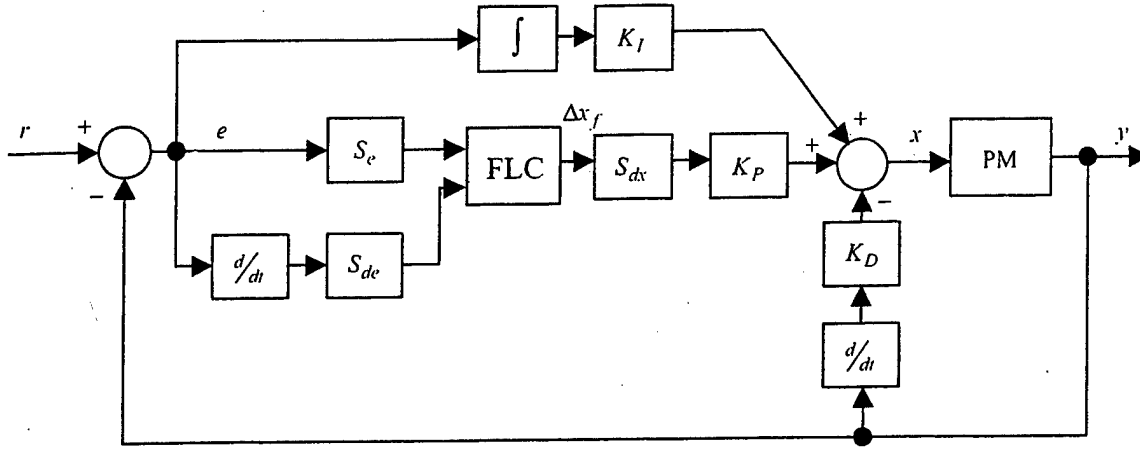 ∫
K_I
r
+
e
S_e
FLC
Δx_f
S_dx
+
K_P
+
x
PM
y
−
d/dt
S_de
−
K_D
d/dt